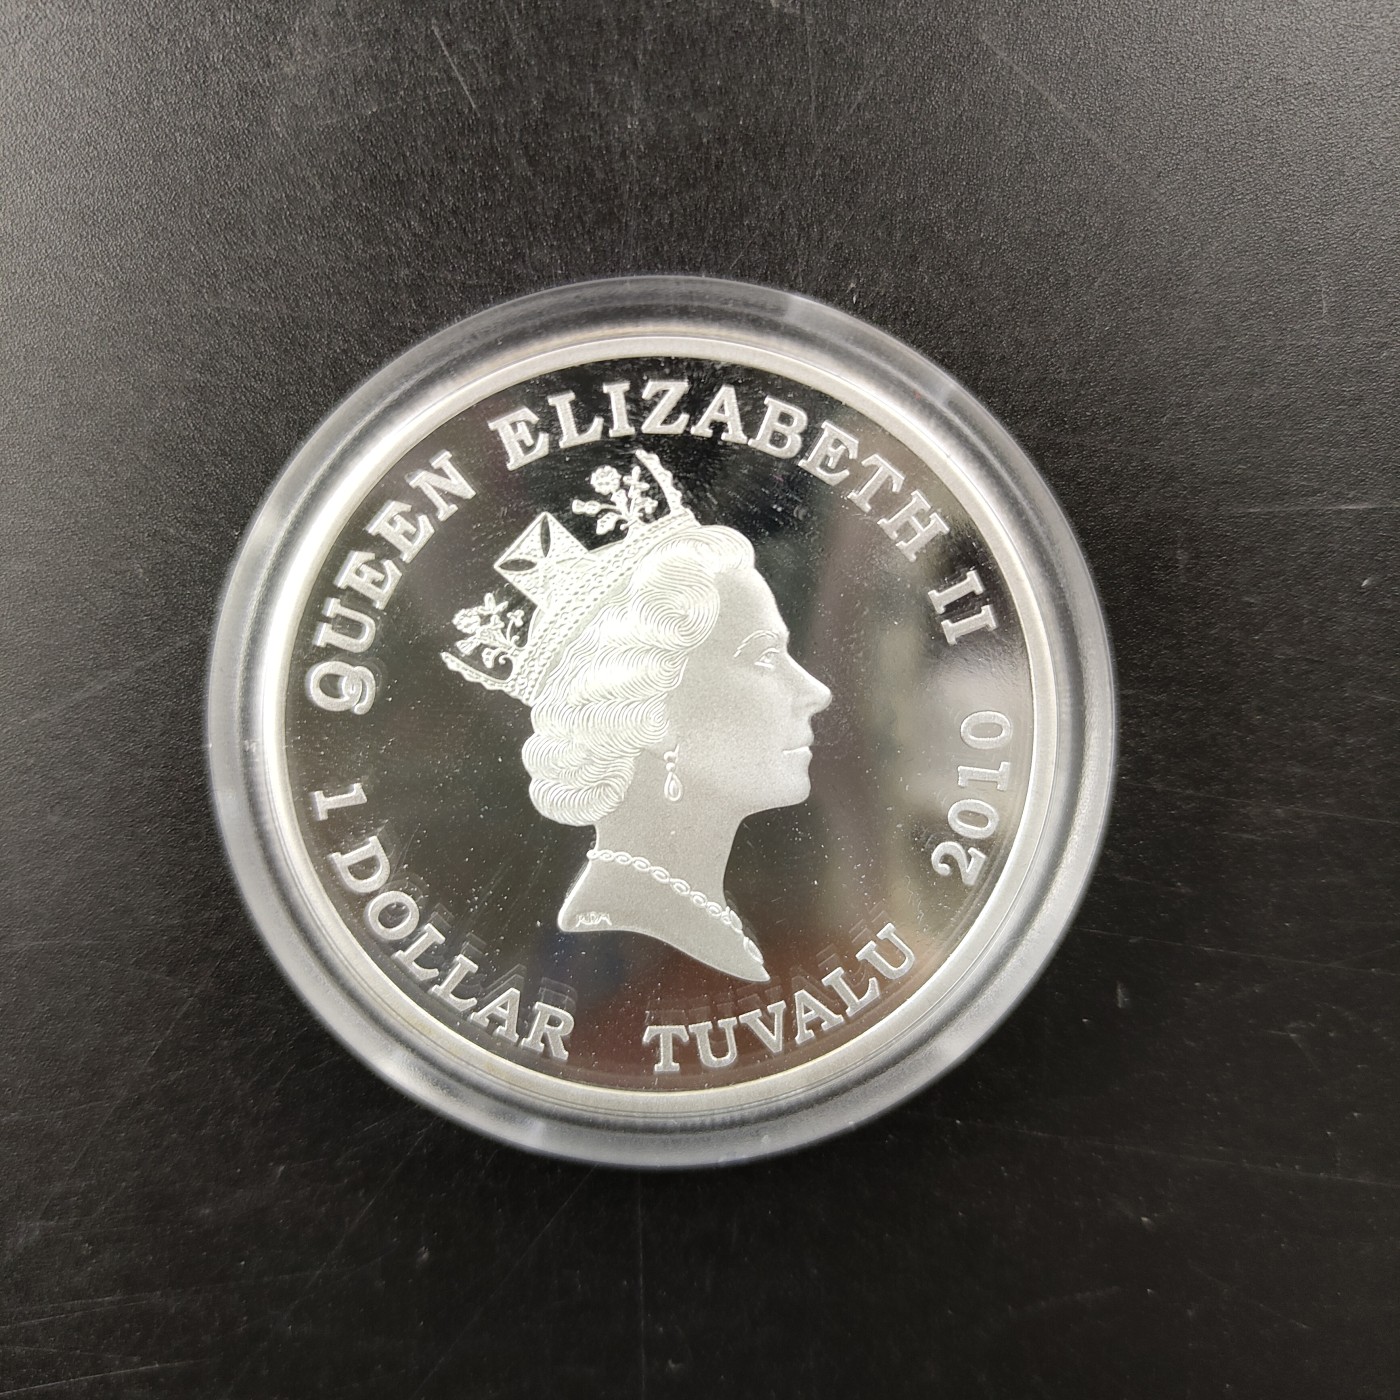 QUEEN ELIZABETH II
2010
1 DOLLAR TUVALU